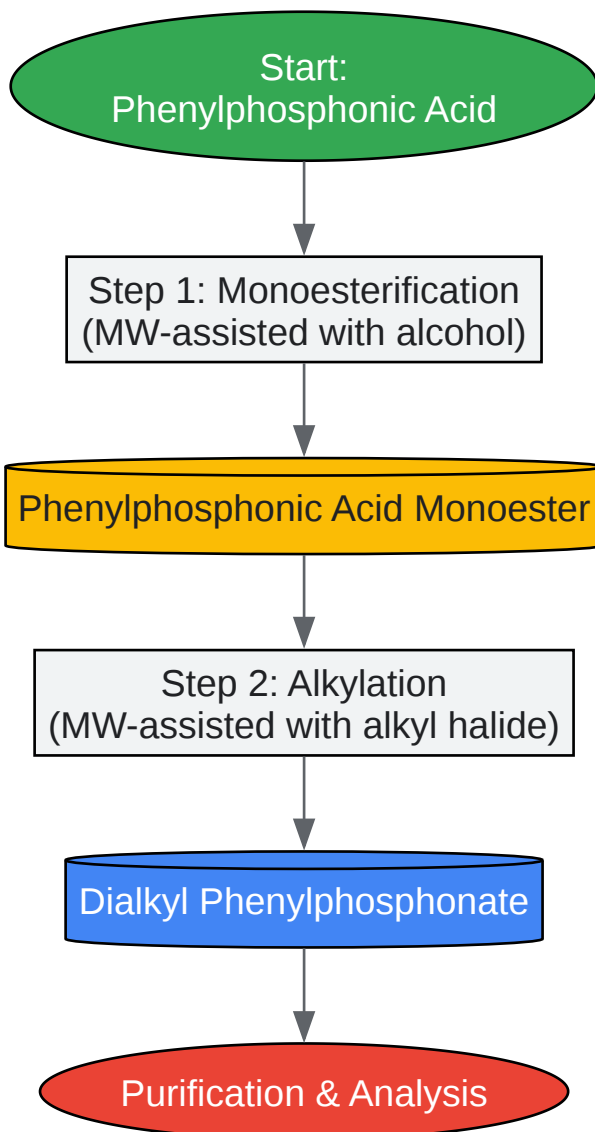 Start:
Phenylphosphonic Acid
Step 1: Monoesterification
(MW-assisted with alcohol)
Phenylphosphonic Acid Monoester
Step 2: Alkylation
(MW-assisted with alkyl halide)
Dialkyl Phenylphosphonate
Purification & Analysis